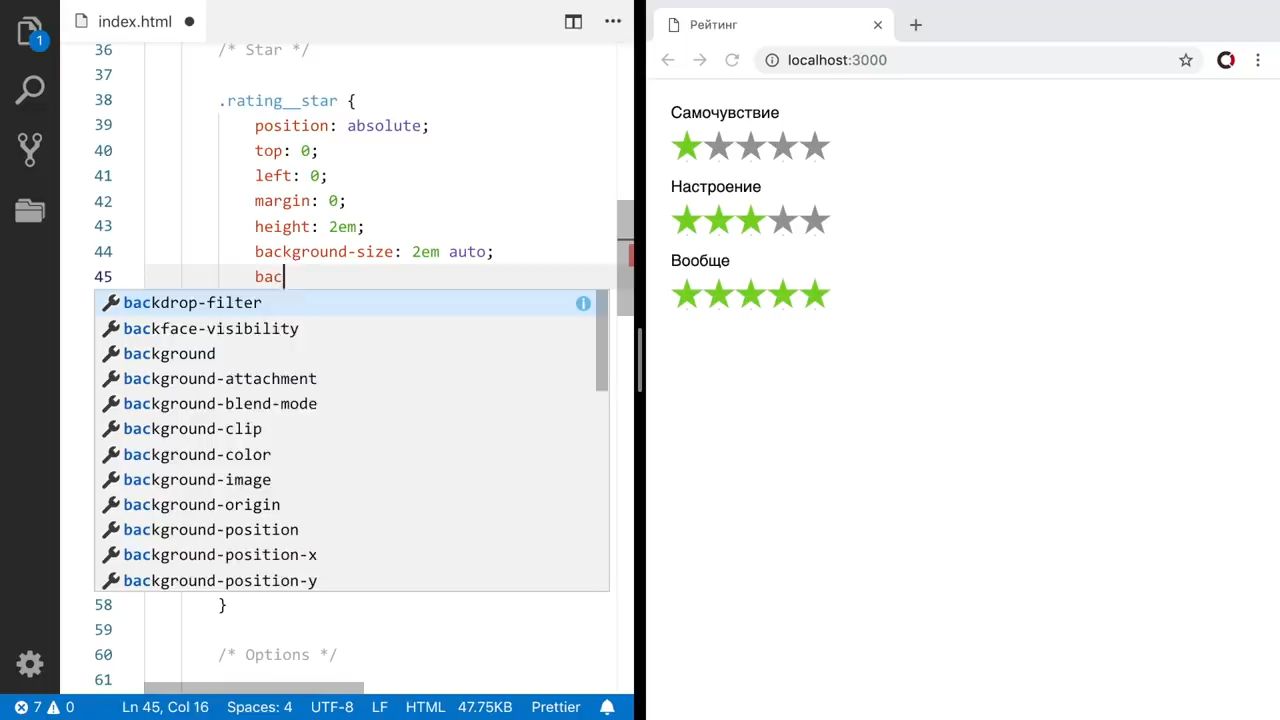 index.html
1
36 /* Star */
37
38 .rating__star {
39 position: absolute;
40 top: 0;
41 left: 0;
42 margin: 0;
43 height: 2em;
44 background-size: 2em auto;
45 bac
backdrop-filter
backface-visibility
background
background-attachment
background-blend-mode
background-clip
background-color
background-image
background-origin
background-position
background-position-x
background-position-y
58 }
59
60 /* Options */
61
7 0 Ln 45, Col 16 Spaces: 4 UTF-8 LF HTML 47.75KB Prettier
Рейтинг
localhost:3000
Самочувствие
Настроение
Вообще